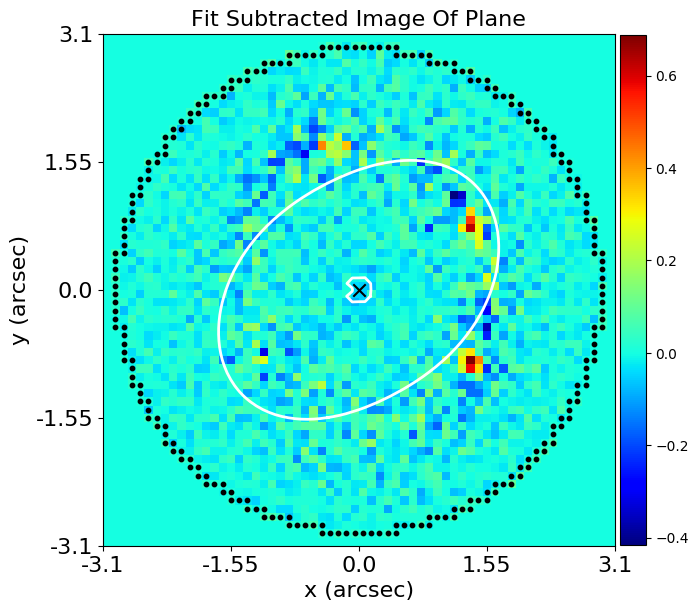 Fit Subtracted Image Of Plane
3.1
1.55
0.0
-1.55
-3.1
y (arcsec)
-3.1 -1.55 0.0 1.55 3.1
x (arcsec)
0.6
0.4
0.2
0.0
−0.2
−0.4